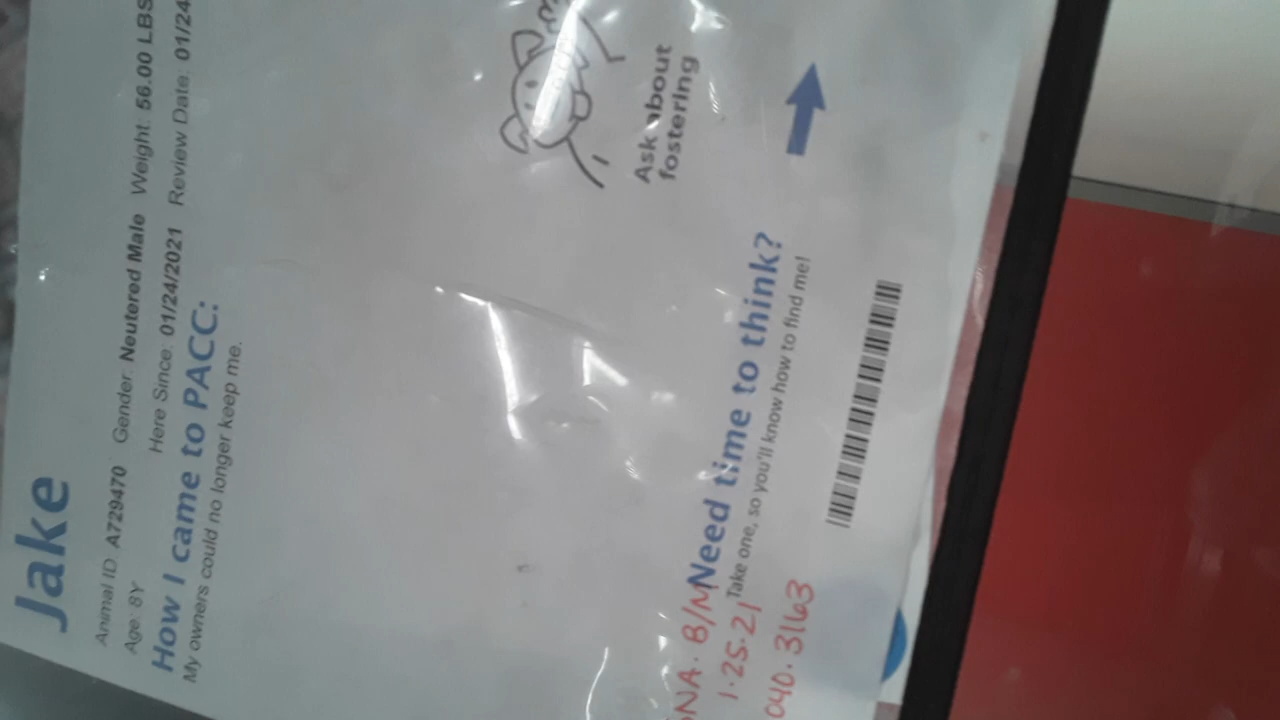 Jake
Animal ID A729470 Gender: Neutered Male Weight: 56.00 LBS
Age: 8Y Here Since: 01/24/2021 Review Date: 01/24
How I came to PACC:
My owners could no longer keep me.
Ask about
fostering
Need time to think?
Take one, so you'll know how to find me!
DNA. B/M
1.25.21
040.3163